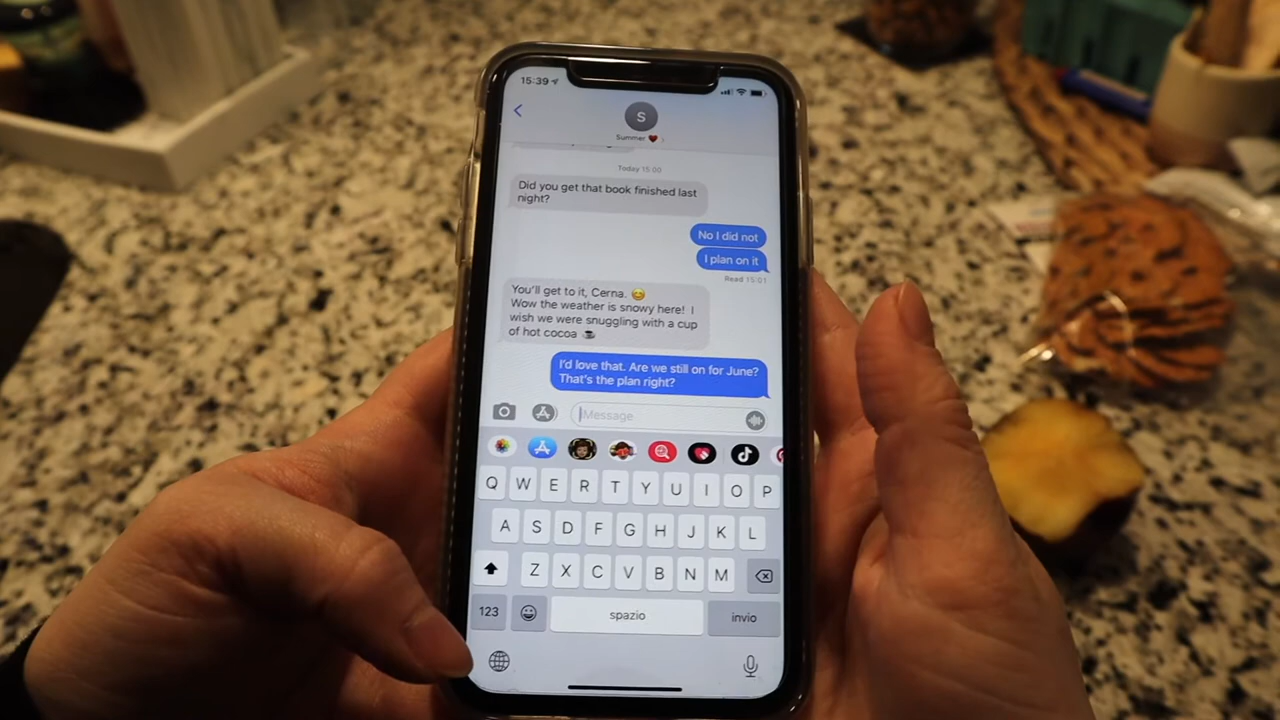 15:39
S
Summer ❤️
Today 15:00
Did you get that book finished last
night?
No I did not
I plan on it
Read 15:01
You'll get to it, Cerna. 😊
Wow the weather is snowy here! I
wish we were snuggling with a cup
of hot cocoa ☕
I'd love that. Are we still on for June?
That's the plan right?
iMessage
Q W E R T Y U I O P
A S D F G H J K L
Z X C V B N M
123 spazio invio